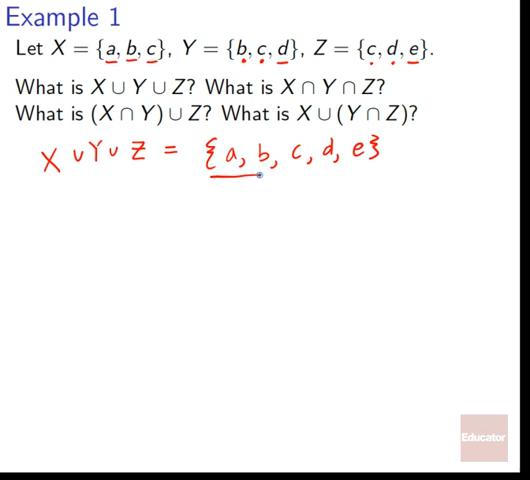 Example 1
Let X = {a, b, c}, Y = {b, c, d}, Z = {c, d, e}.
What is X ∪ Y ∪ Z? What is X ∩ Y ∩ Z?
What is (X ∩ Y) ∪ Z? What is X ∪ (Y ∩ Z)?
X ∪ Y ∪ Z = {a, b, c, d, e}
Educator